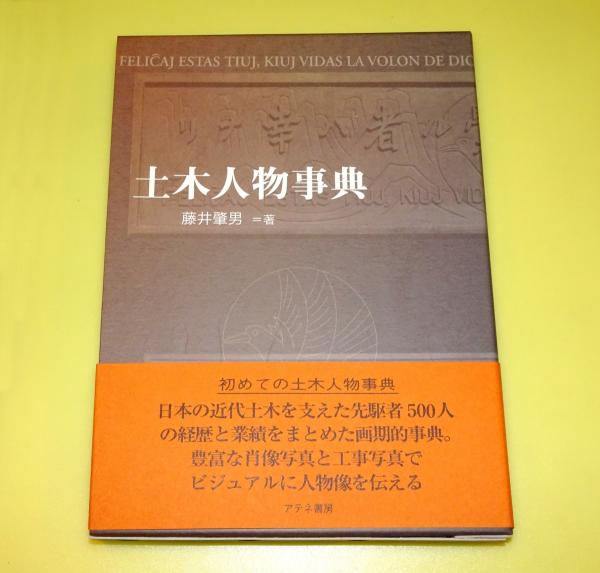 FELIĈAJ ESTAS TIUJ, KIUJ VIDAS LA VOLON DE DIO
土木人物事典
藤井肇男 =著
KIUJ VID
初めての土木人物事典
日本の近代土木を支えた先駆者500人
の経歴と業績をまとめた画期的事典。
豊富な肖像写真と工事写真で
ビジュアルに人物像を伝える
アテネ書房